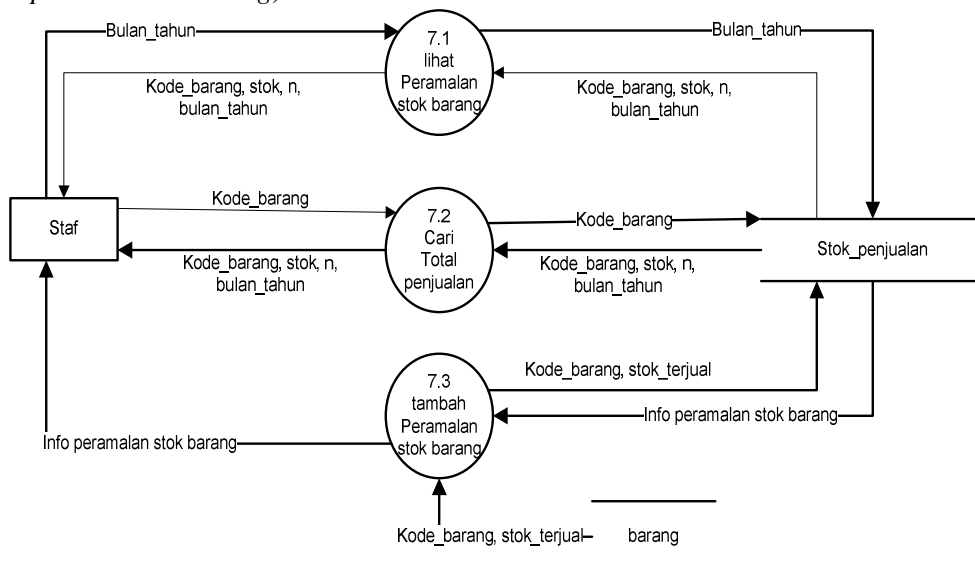 Bulan_tahun
7.1
lihat
Peramalan
stok barang
Bulan_tahun
Kode_barang, stok, n,
bulan_tahun
Kode_barang, stok, n,
bulan_tahun
Staf
Kode_barang
7.2
Cari
Total
penjualan
Kode_barang
Stok_penjualan
Kode_barang, stok, n,
bulan_tahun
Kode_barang, stok, n,
bulan_tahun
7.3
tambah
Peramalan
stok barang
Kode_barang, stok_terjual
Info peramalan stok barang
Info peramalan stok barang
Kode_barang, stok_terjual
barang